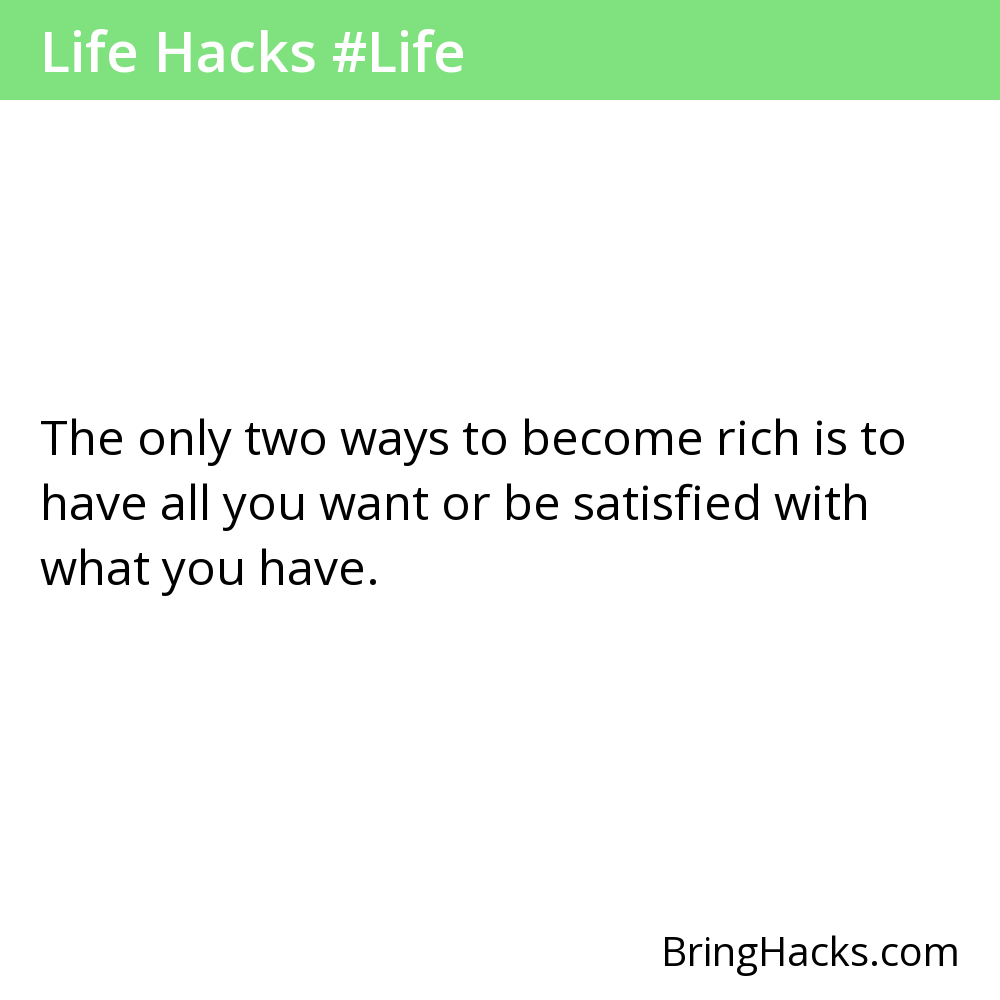 Life Hacks #Life
The only two ways to become rich is to
have all you want or be satisfied with
what you have.
BringHacks.com